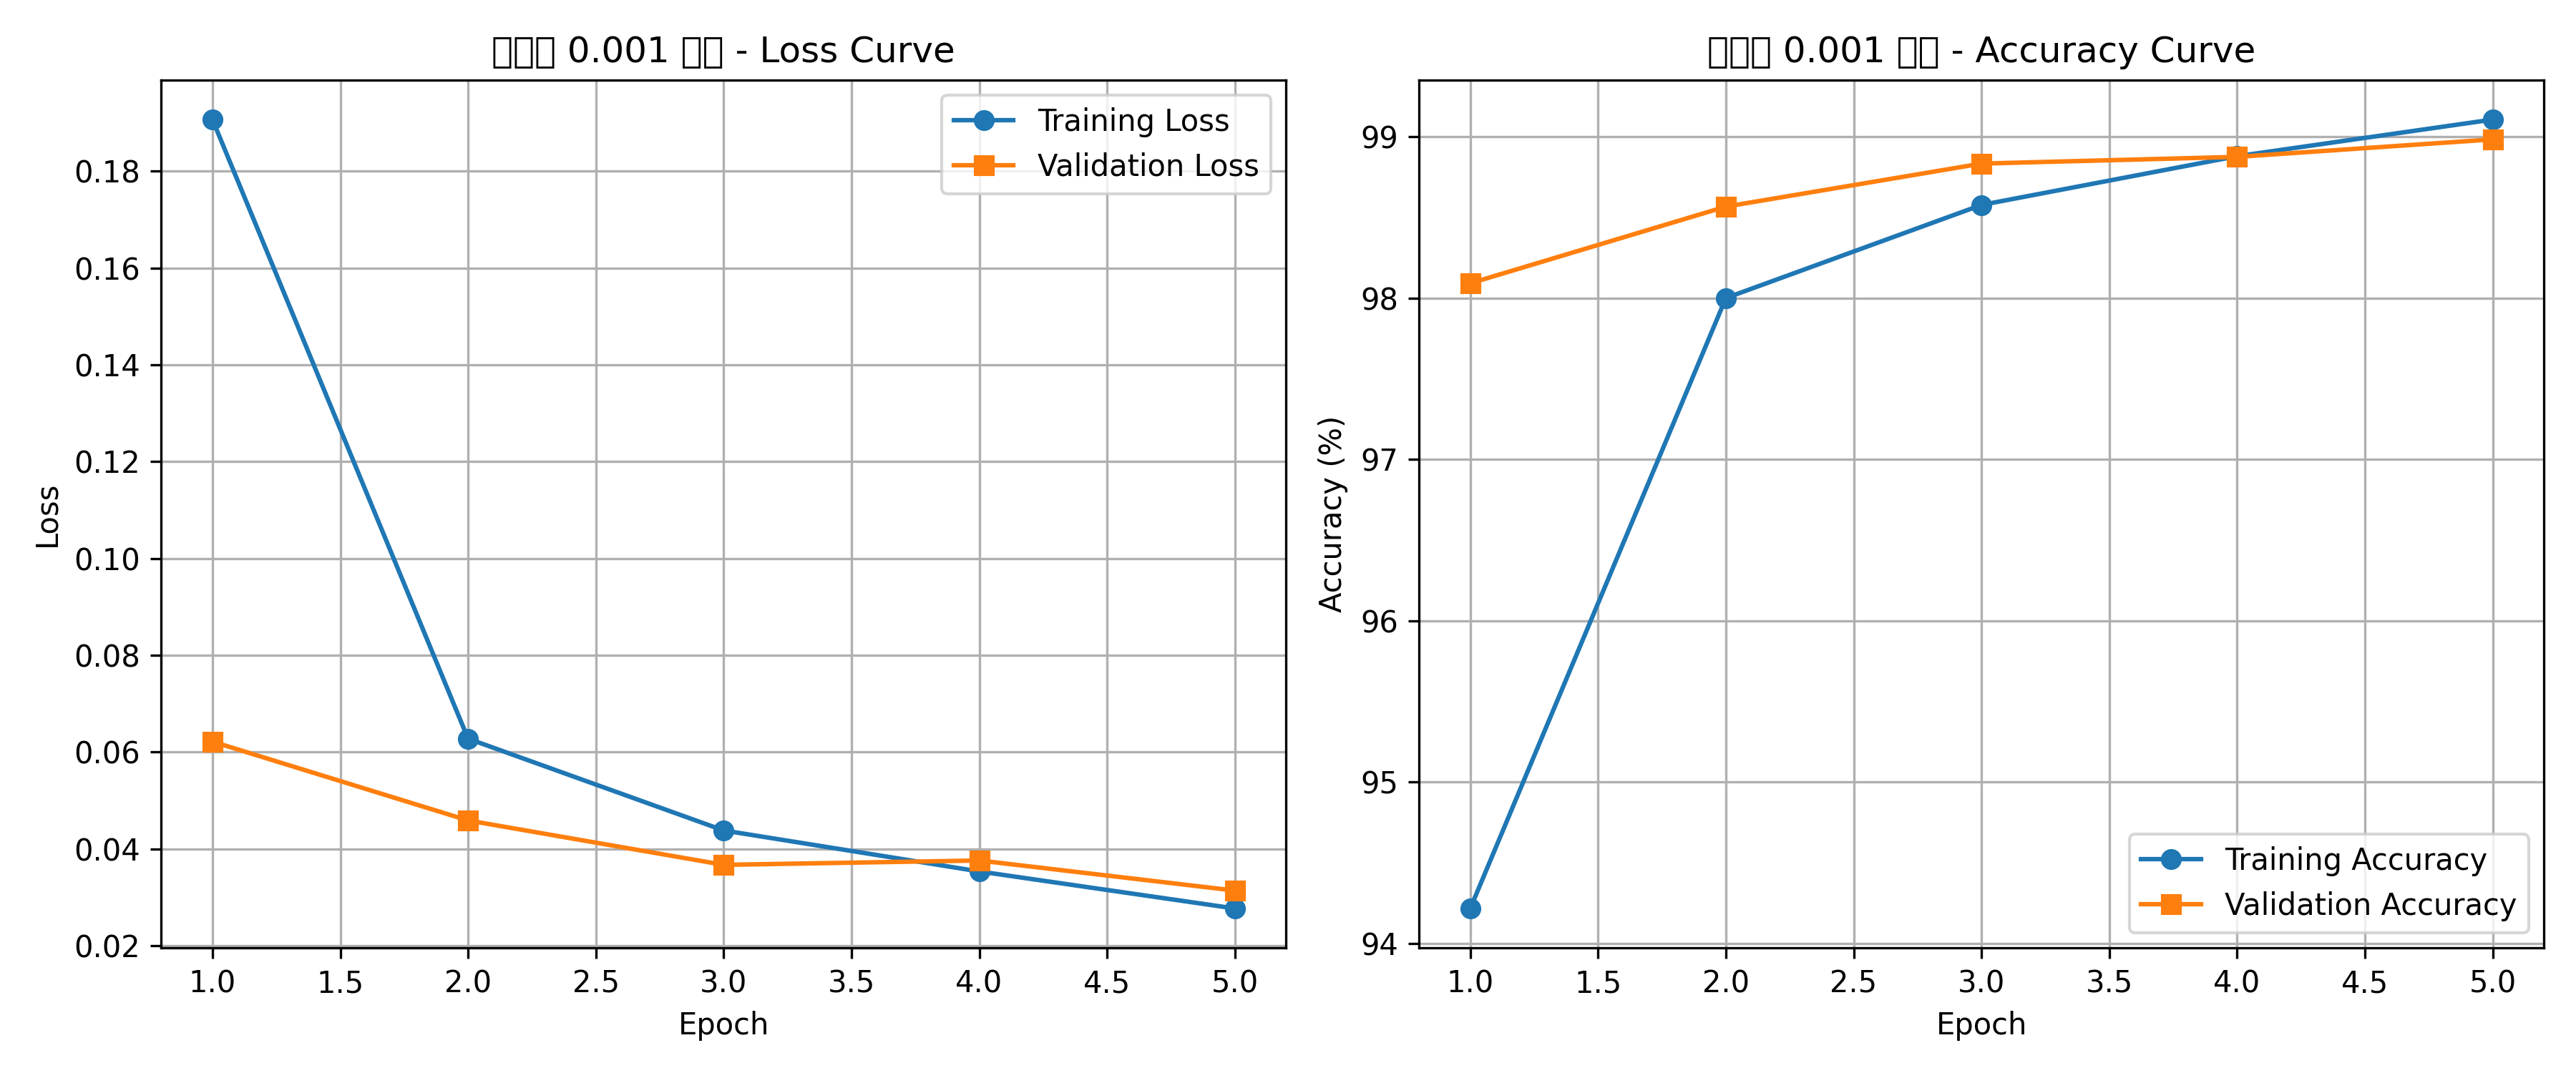 0.001 - Loss Curve
Training Loss
Validation Loss
0.18
0.16
0.14
0.12
0.10
0.08
0.06
0.04
0.02
Loss
1.0 1.5 2.0 2.5 3.0 3.5 4.0 4.5 5.0
Epoch
0.001 - Accuracy Curve
99
98
97
96
95
94
Accuracy (%)
Training Accuracy
Validation Accuracy
1.0 1.5 2.0 2.5 3.0 3.5 4.0 4.5 5.0
Epoch